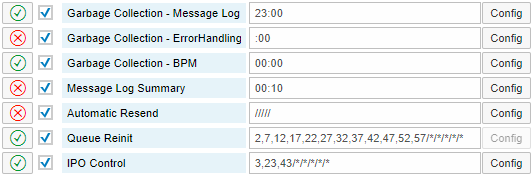 Garbage Collection - Message Log 23:00 Config
Garbage Collection - ErrorHandling :00 Config
Garbage Collection - BPM 00:00 Config
Message Log Summary 00:10 Config
Automatic Resend ///// Config
Queue Reinit 2,7,12,17,22,27,32,37,42,47,52,57/*/*/*/*/* Config
IPO Control 3,23,43/*/*/*/*/* Config